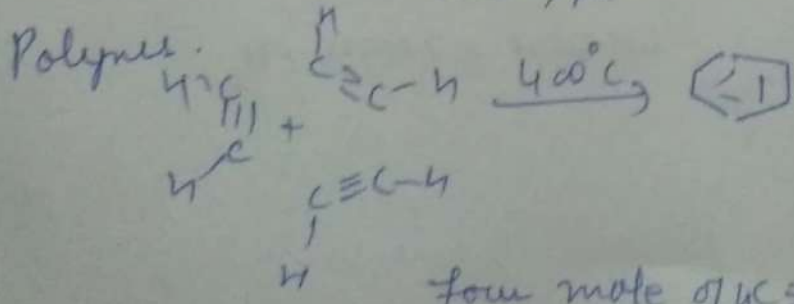 Polymer.
H
H-C
C≡C-H
400°C
|||
+
C
H
C≡C-H
H
four mole of HC≡